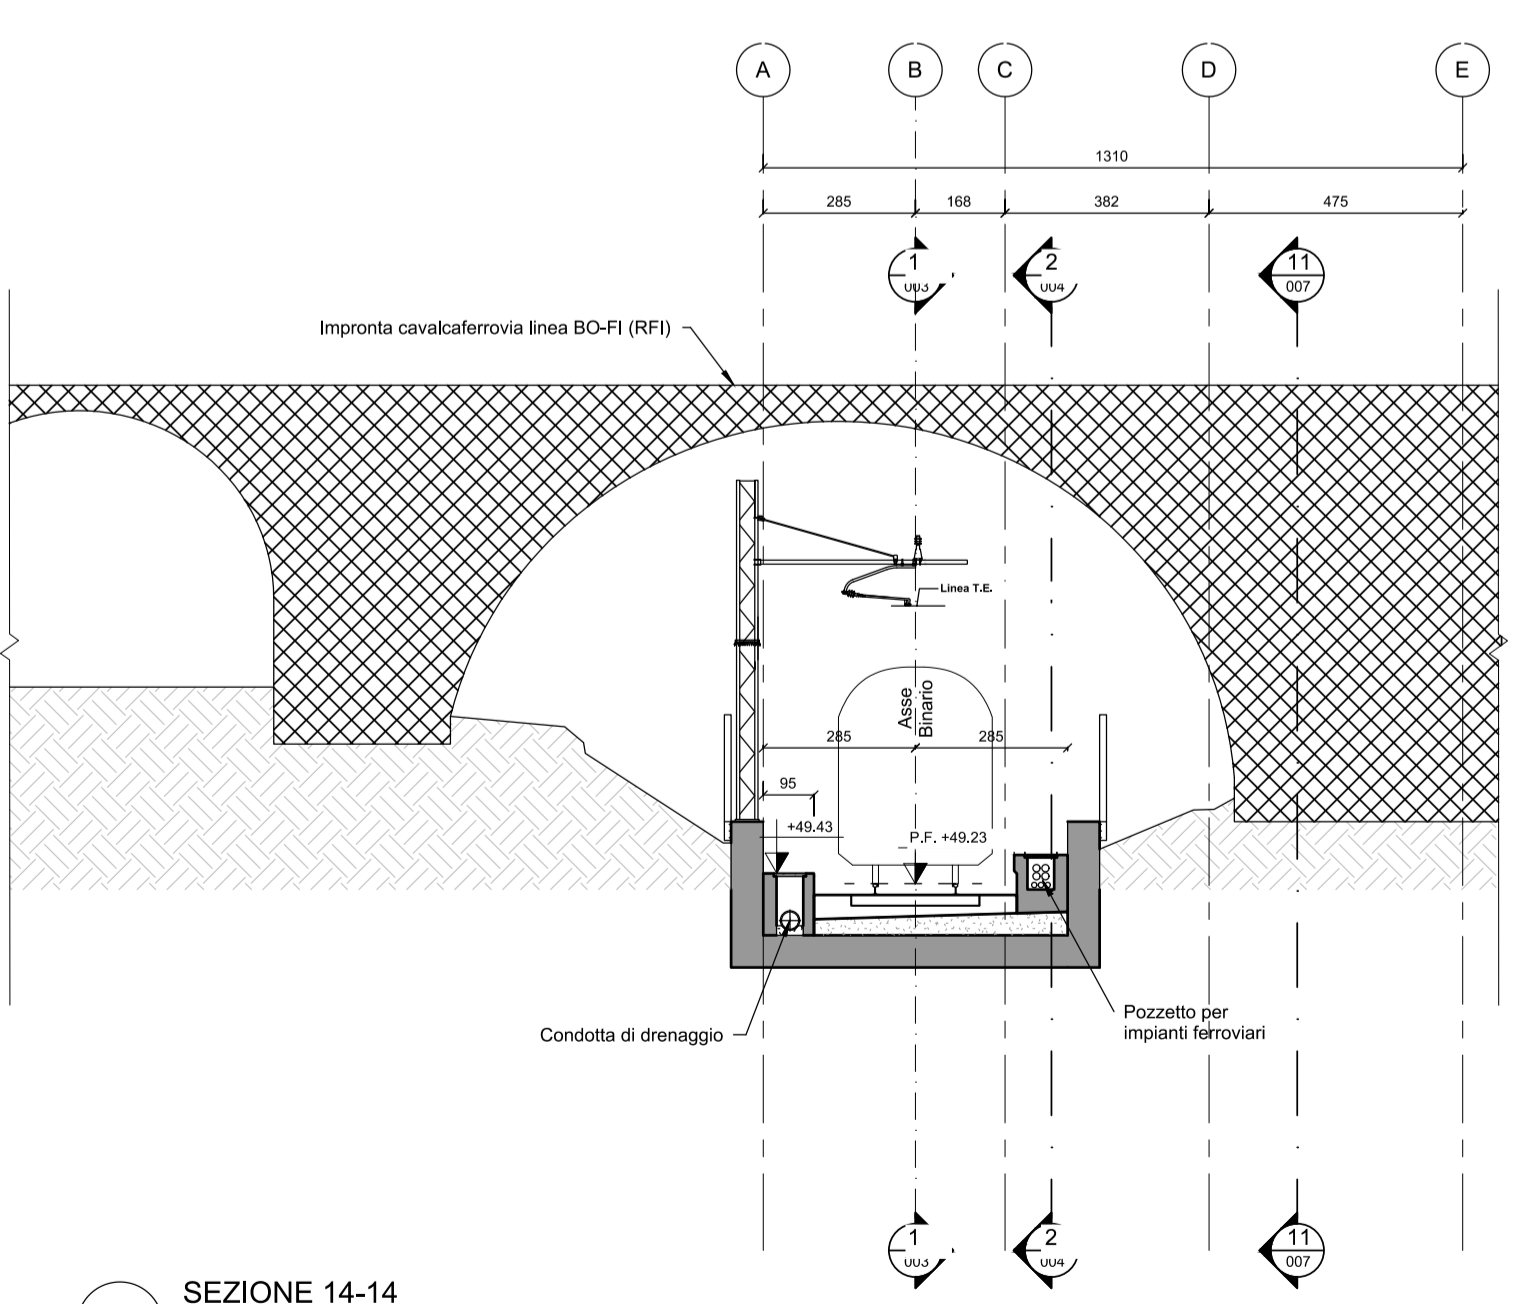 A B C D E
1310
285 168 382 475
1 2 11
003 004 007
Impronta cavalcaferrovia linea BO-FI (RFI)
Linea T.E.
Asse
Binario
285 285
95
+49.43
P.F. +49.23
Pozzetto per
impianti ferroviari
Condotta di drenaggio
1 2 11
003 004 007
SEZIONE 14-14